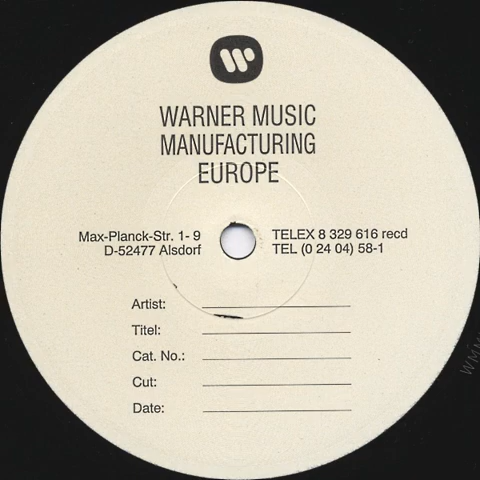 WARNER MUSIC
MANUFACTURING
EUROPE
Max-Planck-Str. 1-9
D-52477 Alsdorf
TELEX 8 329 616 recd
TEL (0 24 04) 58-1
Artist:
Titel:
Cat. No.:
Cut:
Date: